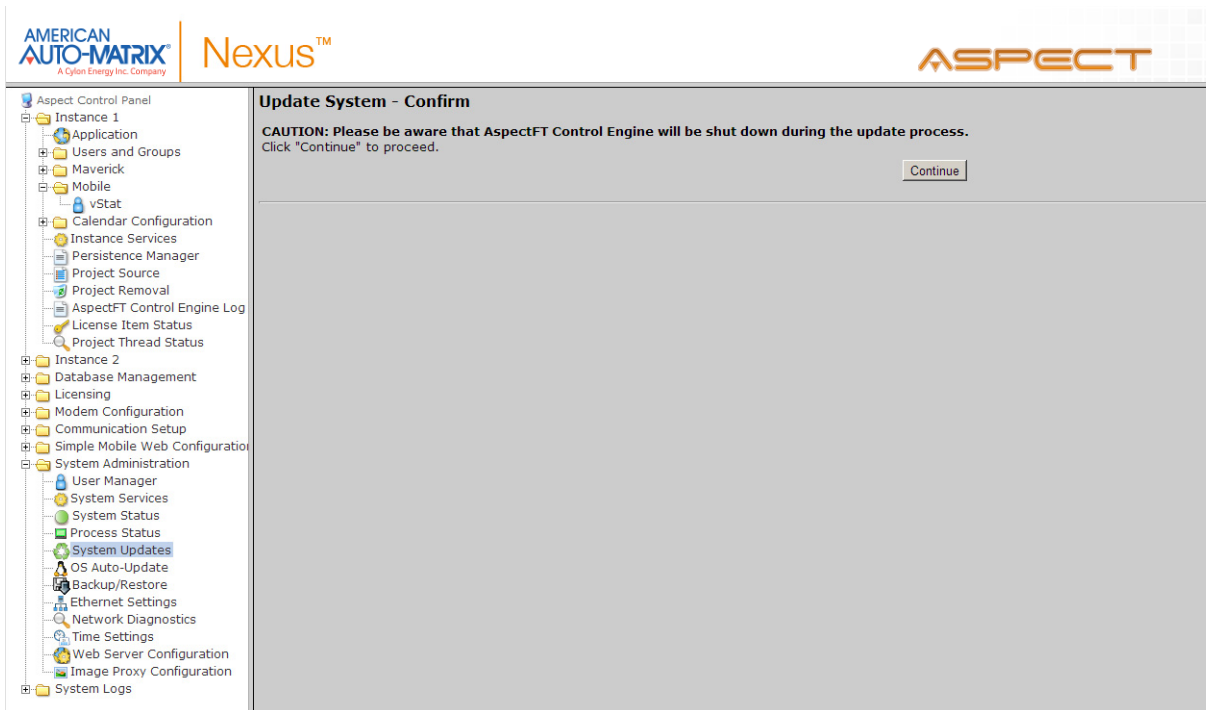 AMERICAN
AUTO-MATRIX®
A Cylon Energy Inc. Company
Nexus™
ASPECT
Aspect Control Panel
Instance 1
Application
Users and Groups
Maverick
Mobile
vStat
Calendar Configuration
Instance Services
Persistence Manager
Project Source
Project Removal
AspectFT Control Engine Log
License Item Status
Project Thread Status
Instance 2
Database Management
Licensing
Modem Configuration
Communication Setup
Simple Mobile Web Configuration
System Administration
User Manager
System Services
System Status
Process Status
System Updates
OS Auto-Update
Backup/Restore
Ethernet Settings
Network Diagnostics
Time Settings
Web Server Configuration
Image Proxy Configuration
System Logs
Update System - Confirm
CAUTION: Please be aware that AspectFT Control Engine will be shut down during the update process.
Click "Continue" to proceed.
Continue